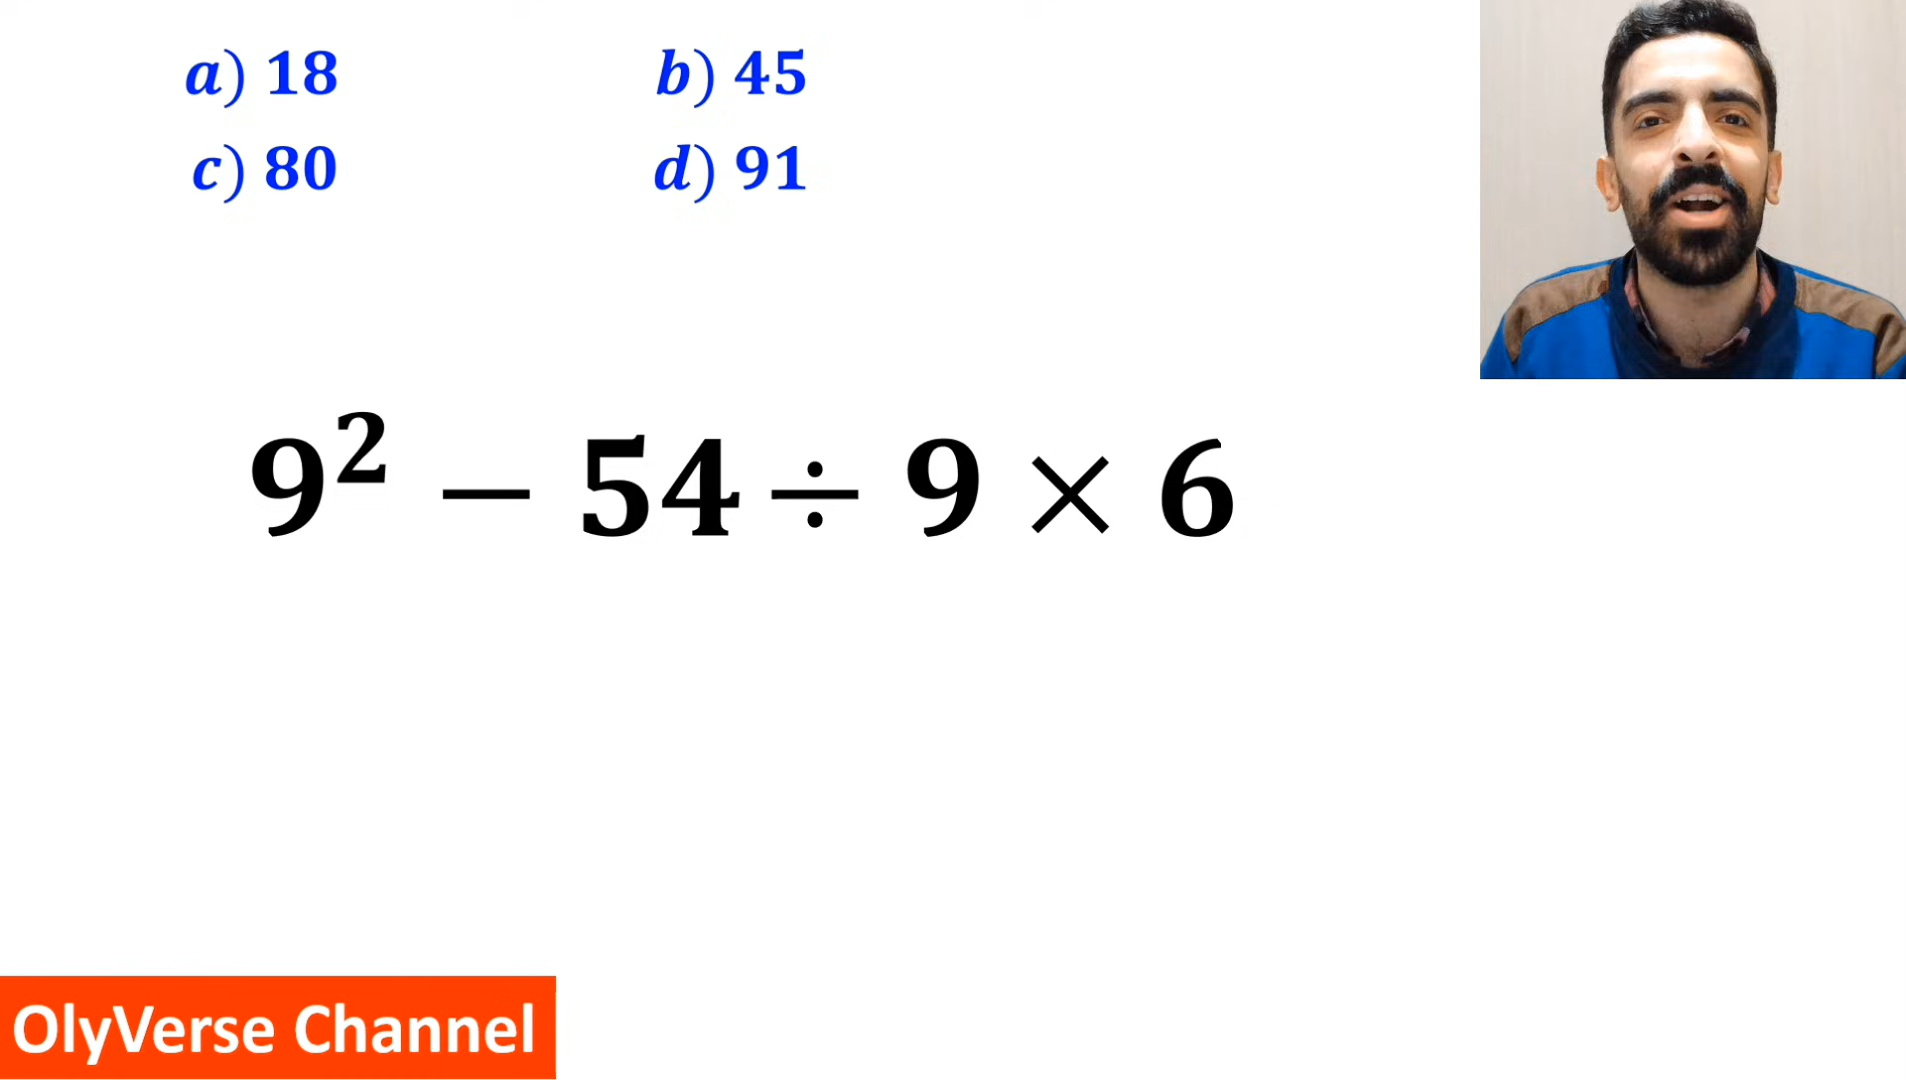 a) 18 b) 45
c) 80 d) 91
9² − 54 ÷ 9 × 6
OlyVerse Channel